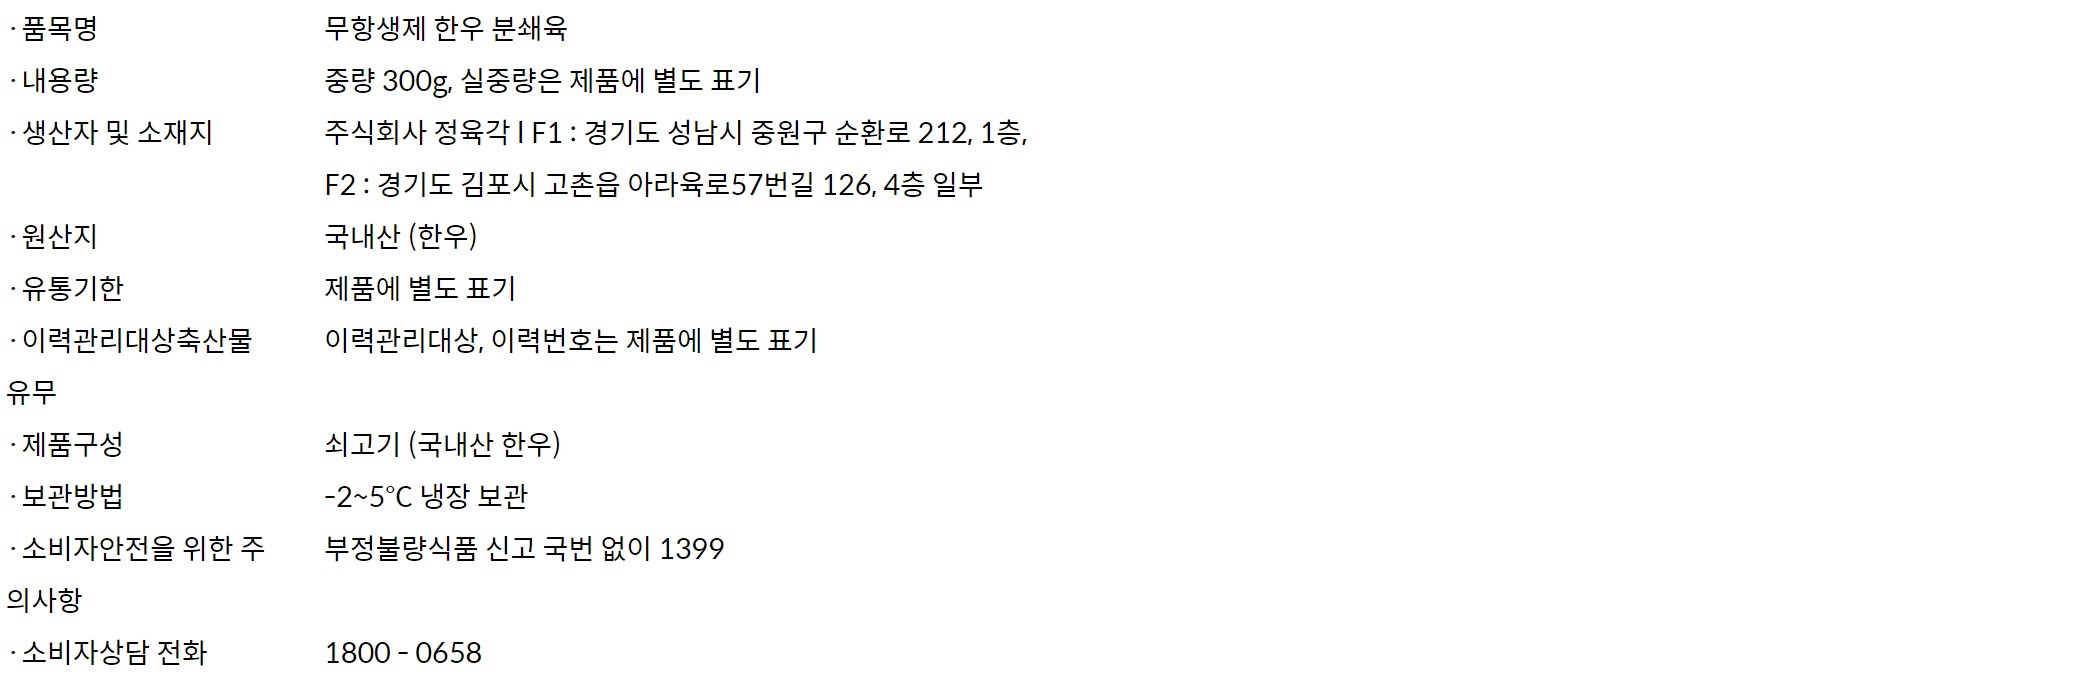 · 품목명 무항생제 한우 분쇄육
· 내용량 중량 300g, 실중량은 제품에 별도 표기
· 생산자 및 소재지 주식회사 정육각 l F1 : 경기도 성남시 중원구 순환로 212, 1층,
F2 : 경기도 김포시 고촌읍 아라육로57번길 126, 4층 일부
· 원산지 국내산 (한우)
· 유통기한 제품에 별도 표기
· 이력관리대상축산물 이력관리대상, 이력번호는 제품에 별도 표기
유무
· 제품구성 쇠고기 (국내산 한우)
· 보관방법 -2~5℃ 냉장 보관
· 소비자안전을 위한 주 부정불량식품 신고 국번 없이 1399
의사항
· 소비자상담 전화 1800 - 0658